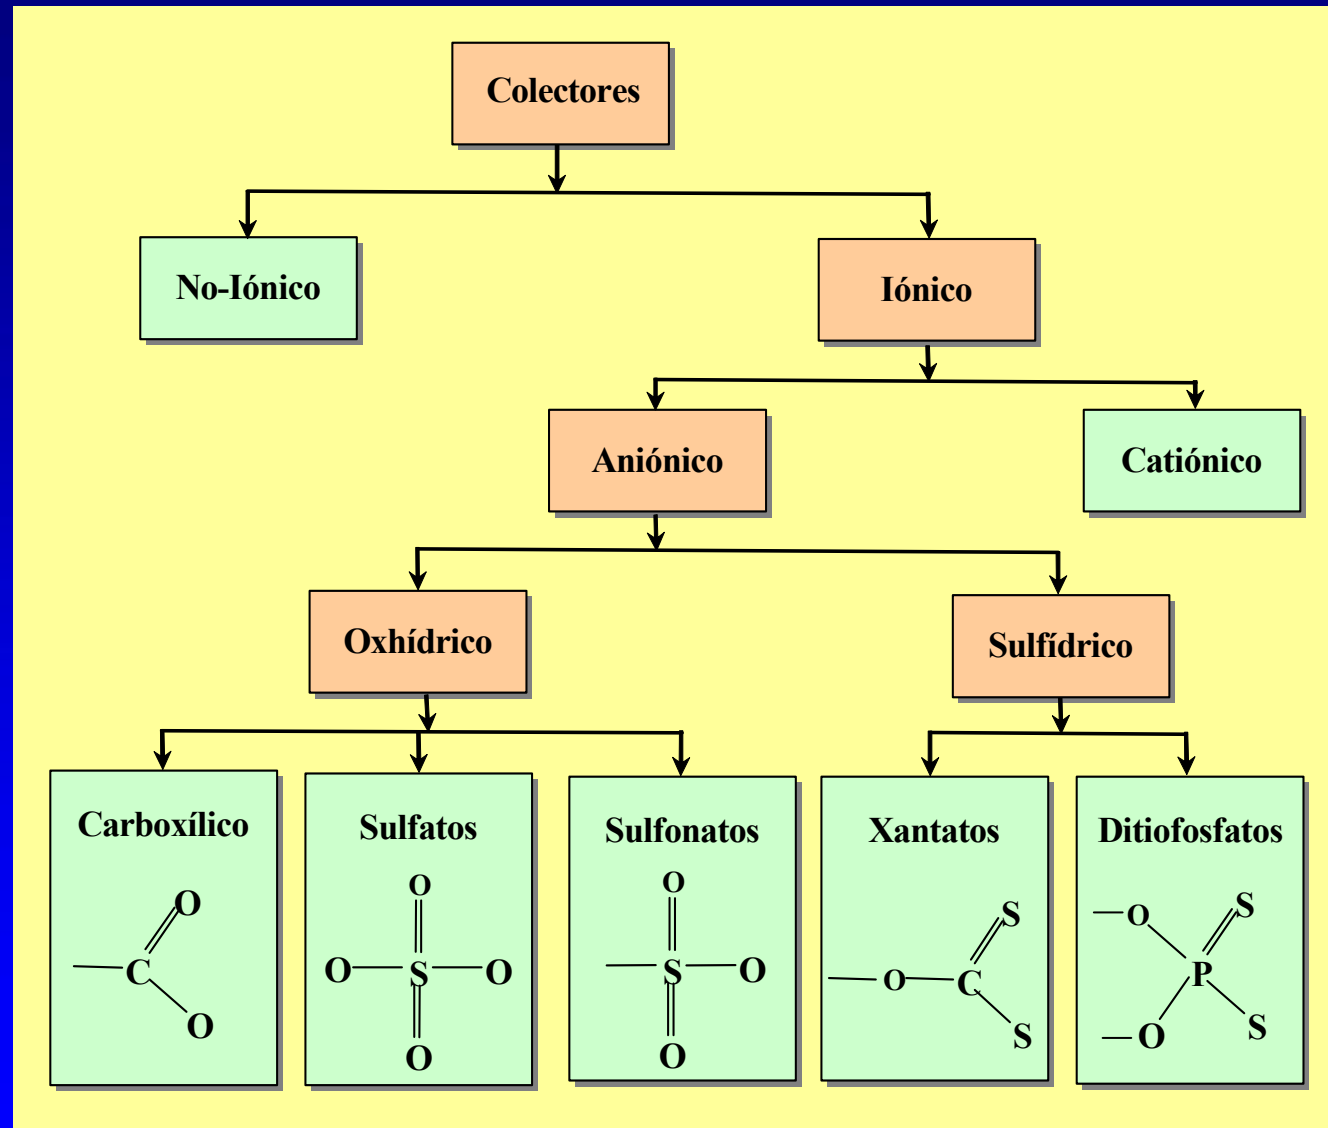 Colectores
No-Iónico
Iónico
Aniónico
Catiónico
Oxhídrico
Sulfídrico
Carboxílico
O
C
O
Sulfatos
O
O S O
O
Sulfonatos
O
S O
O
Xantatos
S
O C
S
Ditiofosfatos
O S
P
O S